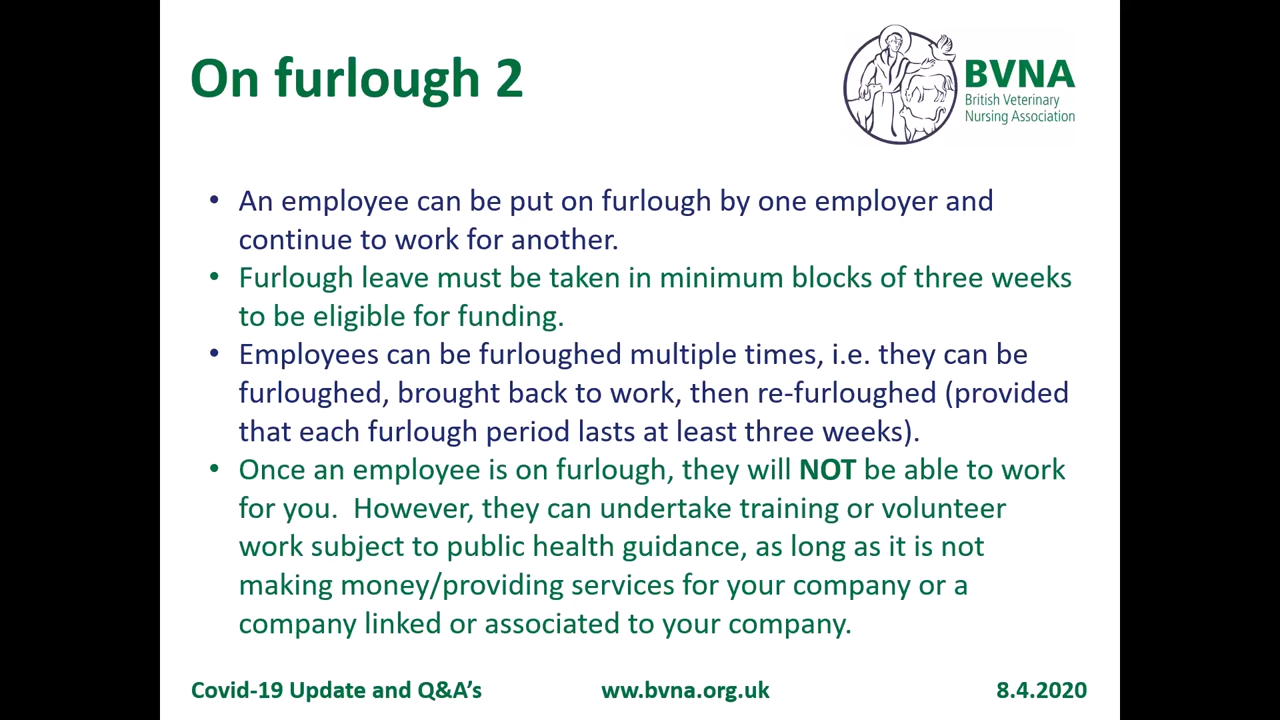 On furlough 2
BVNA
British Veterinary
Nursing Association
• An employee can be put on furlough by one employer and
continue to work for another.
• Furlough leave must be taken in minimum blocks of three weeks
to be eligible for funding.
• Employees can be furloughed multiple times, i.e. they can be
furloughed, brought back to work, then re-furloughed (provided
that each furlough period lasts at least three weeks).
• Once an employee is on furlough, they will NOT be able to work
for you.  However, they can undertake training or volunteer
work subject to public health guidance, as long as it is not
making money/providing services for your company or a
company linked or associated to your company.
Covid-19 Update and Q&A’s
ww.bvna.org.uk
8.4.2020